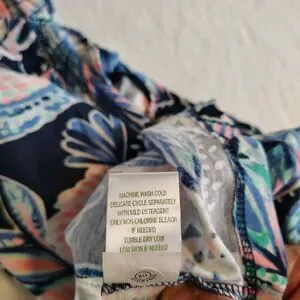 MACHINE WASH COLD
DELICATE CYCLE SEPARATELY
WITH MILD DETERGENT
ONLY NON-CHLORINE BLEACH
IF NEEDED
TUMBLE DRY LOW
LOW IRON IF NEEDED